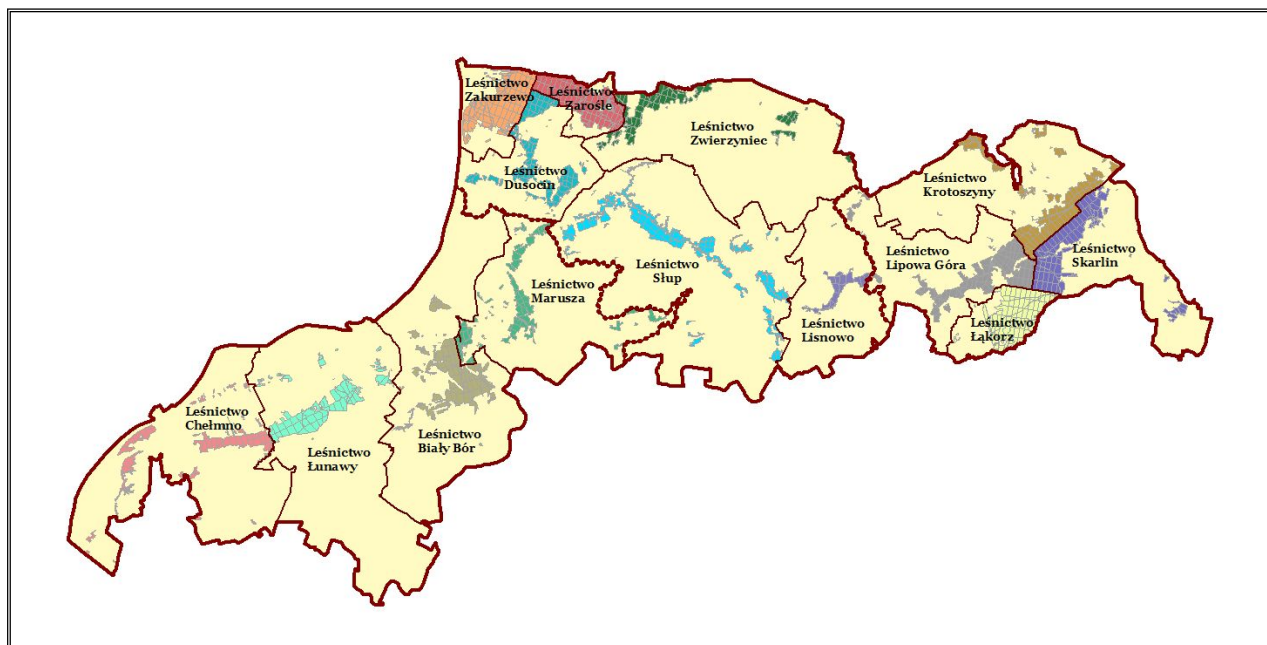 Leśnictwo
Zakurzewo
Leśnictwo
Zarośle
Leśnictwo
Zwierzyniec
Leśnictwo
Dusocin
Leśnictwo
Krotoszyny
Leśnictwo
Lipowa Góra
Leśnictwo
Skarlin
Leśnictwo
Słup
Leśnictwo
Marusza
Leśnictwo
Lisnowo
Leśnictwo
Łąkorz
Leśnictwo
Chełmno
Leśnictwo
Łunawy
Leśnictwo
Biały Bór